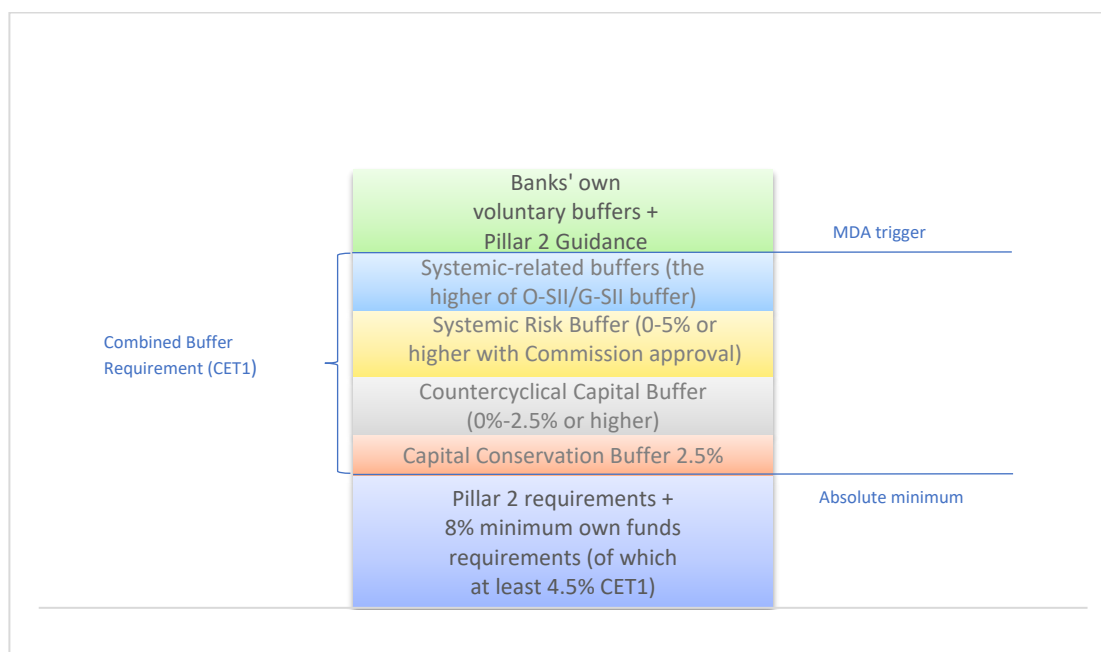 Banks' own
voluntary buffers +
Pillar 2 Guidance
MDA trigger
Systemic-related buffers (the
higher of O-SII/G-SII buffer)
Systemic Risk Buffer (0-5% or
higher with Commission approval)
Combined Buffer
Requirement (CET1)
Countercyclical Capital Buffer
(0%-2.5% or higher)
Capital Conservation Buffer 2.5%
Absolute minimum
Pillar 2 requirements +
8% minimum own funds
requirements (of which
at least 4.5% CET1)